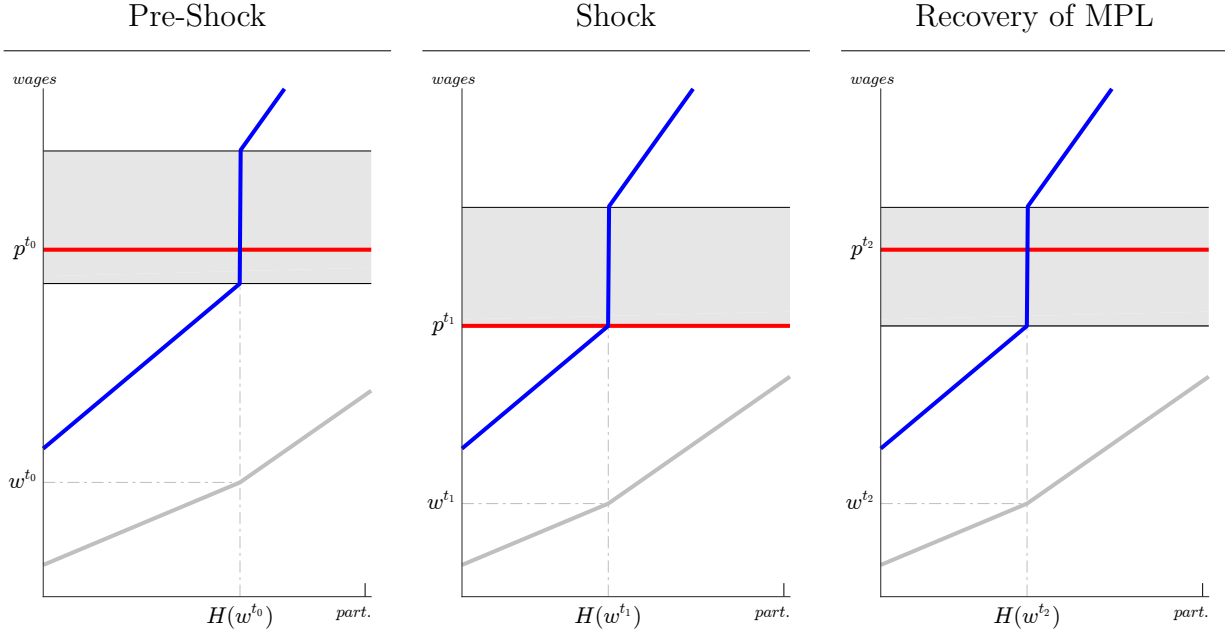 Pre-Shock
wages
p^{t_0}
w^{t_0}
H(w^{t_0})
part.
Shock
wages
p^{t_1}
w^{t_1}
H(w^{t_1})
part.
Recovery of MPL
wages
p^{t_2}
w^{t_2}
H(w^{t_2})
part.